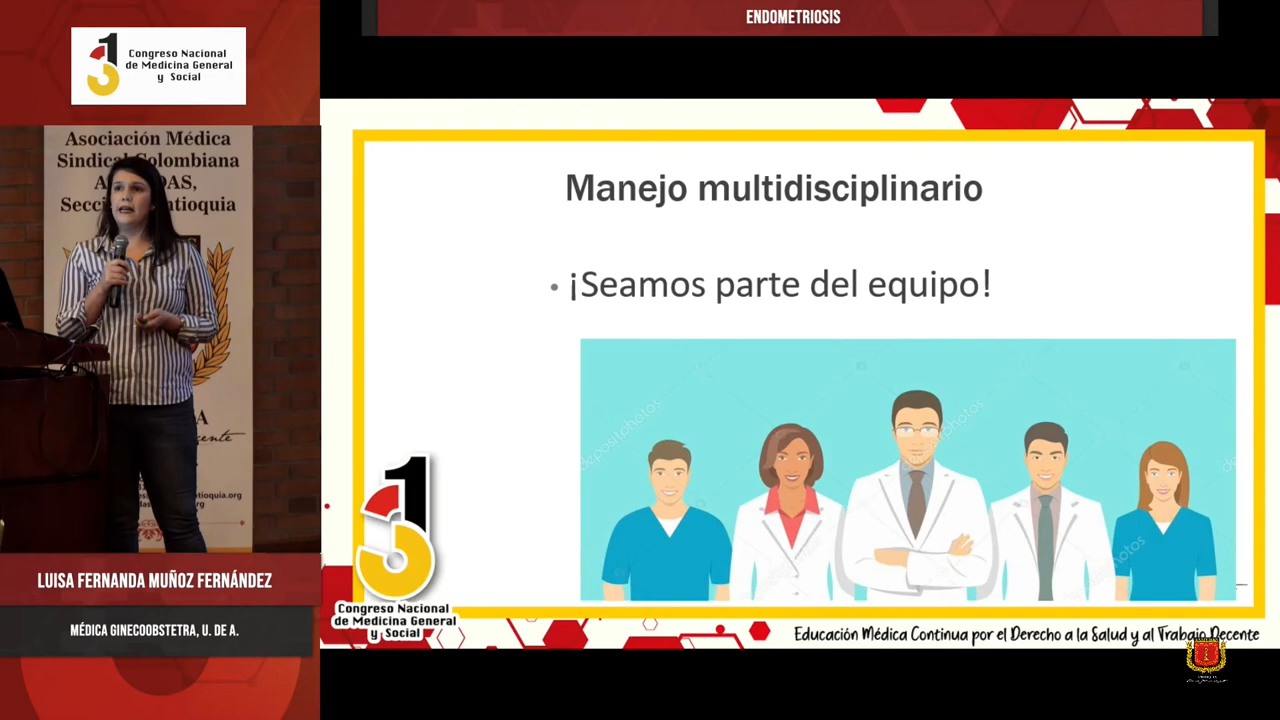 ENDOMETRIOSIS
Congreso Nacional
de Medicina General
y Social
Asociación Médica
Sindical Colombiana
Antioquia
LUISA FERNANDA MUÑOZ FERNÁNDEZ
MÉDICA GINECOOBSTETRA, U. DE A.
Manejo multidisciplinario
• ¡Seamos parte del equipo!
depositphotos
Congreso Nacional
de Medicina General
y Social
Educación Médica Continua por el Derecho a la Salud y al Trabajo Decente